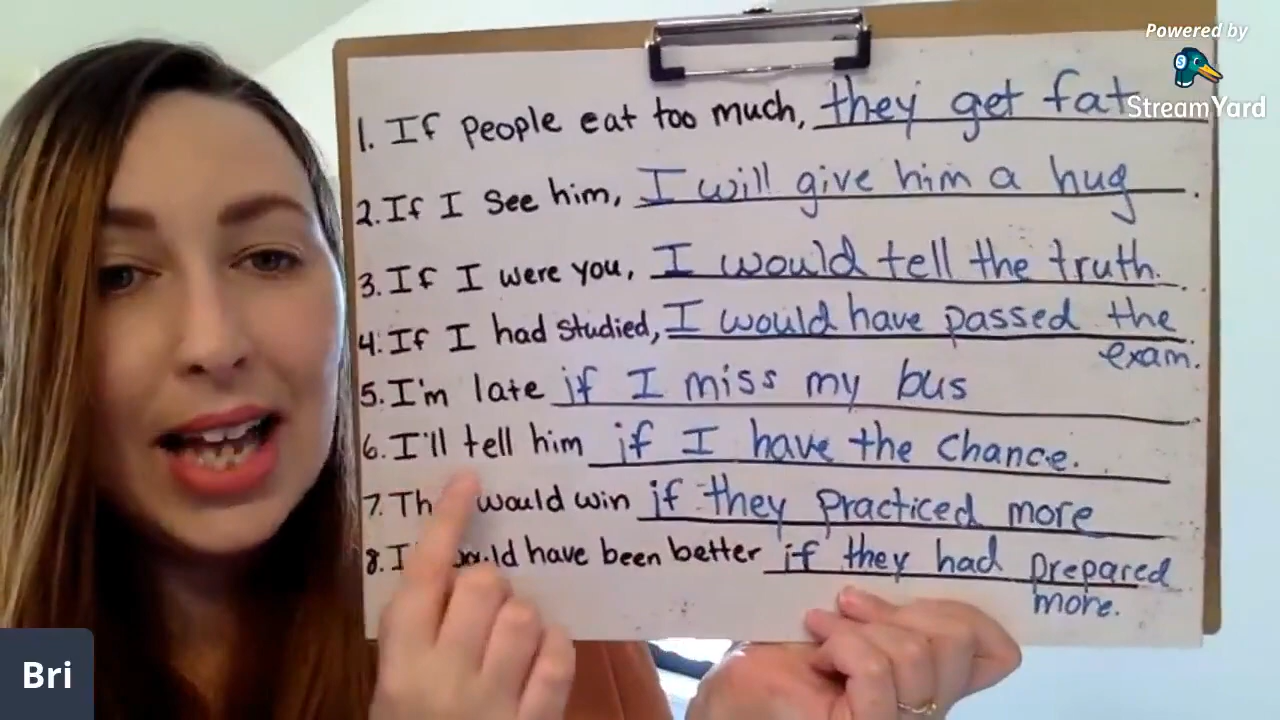 Powered by
StreamYard
1. If people eat too much, they get fat
2. If I see him, I will give him a hug.
3. If I were you, I would tell the truth.
4. If I had studied, I would have passed the
exam.
5. I'm late if I miss my bus
6. I'll tell him if I have the chance.
7. Th would win if they practiced more
8. I have been better if they had prepared
more.
Bri